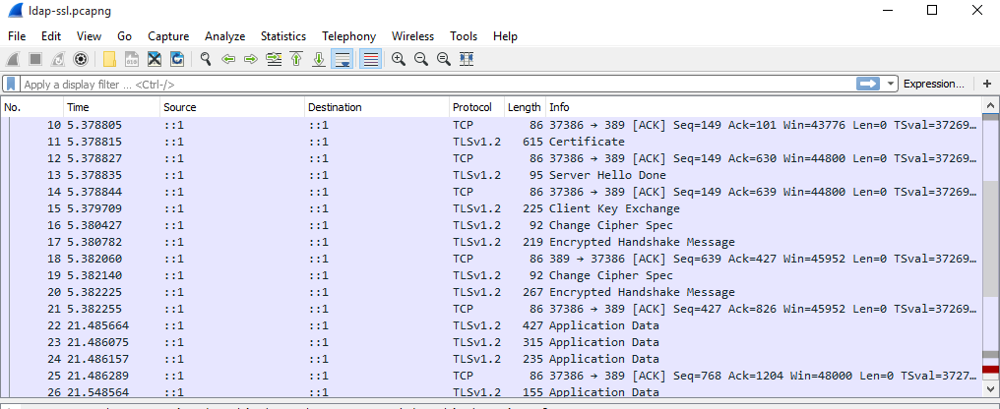 ldap-ssl.pcapng
File Edit View Go Capture Analyze Statistics Telephony Wireless Tools Help
Apply a display filter ... <Ctrl-/> Expression... +
No. Time Source Destination Protocol Length Info
10 5.378805 ::1 ::1 TCP 86 37386 → 389 [ACK] Seq=149 Ack=101 Win=43776 Len=0 TSval=37269…
11 5.378815 ::1 ::1 TLSv1.2 615 Certificate
12 5.378827 ::1 ::1 TCP 86 37386 → 389 [ACK] Seq=149 Ack=630 Win=44800 Len=0 TSval=37269…
13 5.378835 ::1 ::1 TLSv1.2 95 Server Hello Done
14 5.378844 ::1 ::1 TCP 86 37386 → 389 [ACK] Seq=149 Ack=639 Win=44800 Len=0 TSval=37269…
15 5.379709 ::1 ::1 TLSv1.2 225 Client Key Exchange
16 5.380427 ::1 ::1 TLSv1.2 92 Change Cipher Spec
17 5.380782 ::1 ::1 TLSv1.2 219 Encrypted Handshake Message
18 5.382060 ::1 ::1 TCP 86 389 → 37386 [ACK] Seq=639 Ack=427 Win=45952 Len=0 TSval=37269…
19 5.382140 ::1 ::1 TLSv1.2 92 Change Cipher Spec
20 5.382225 ::1 ::1 TLSv1.2 267 Encrypted Handshake Message
21 5.382255 ::1 ::1 TCP 86 37386 → 389 [ACK] Seq=427 Ack=826 Win=45952 Len=0 TSval=37269…
22 21.485664 ::1 ::1 TLSv1.2 427 Application Data
23 21.486075 ::1 ::1 TLSv1.2 315 Application Data
24 21.486157 ::1 ::1 TLSv1.2 235 Application Data
25 21.486289 ::1 ::1 TCP 86 37386 → 389 [ACK] Seq=768 Ack=1204 Win=48000 Len=0 TSval=3727…
26 21.548564 ::1 ::1 TLSv1.2 155 Application Data